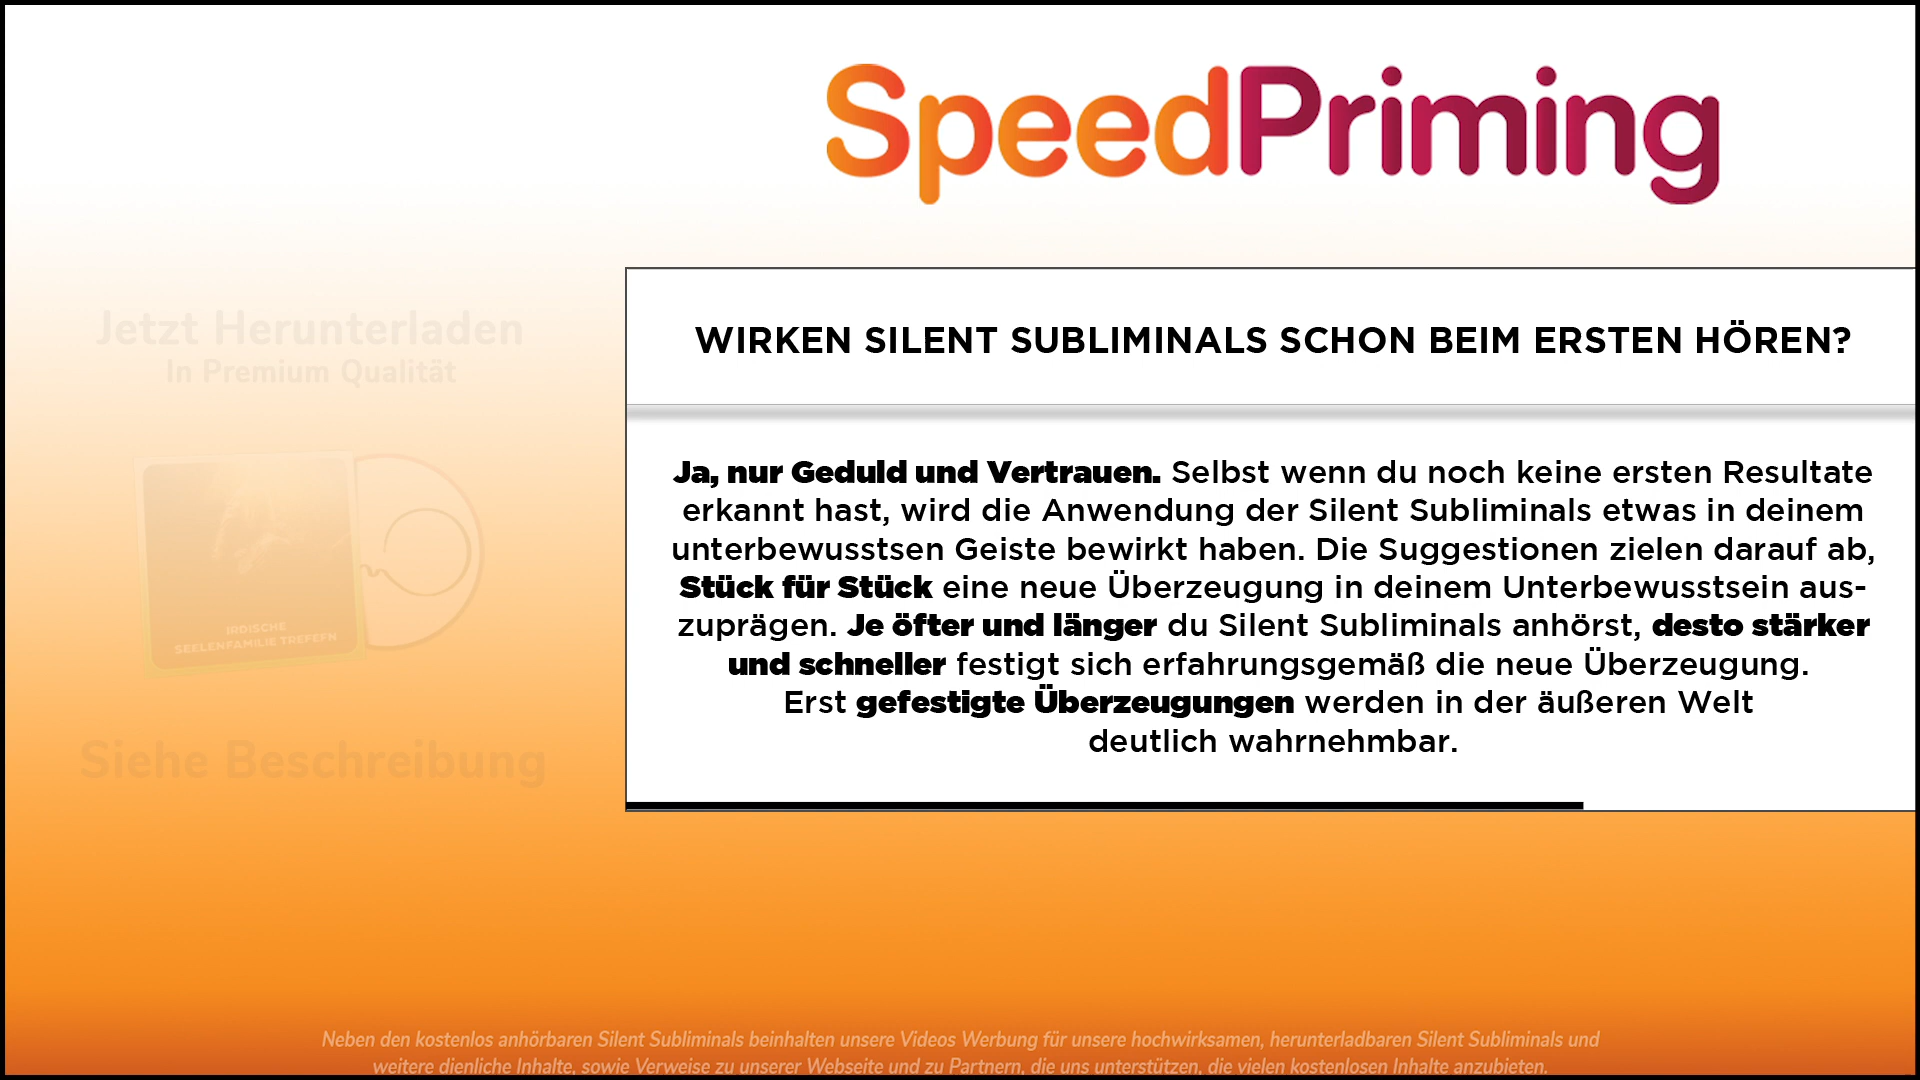 SpeedPriming
Jetzt Herunterladen
In Premium Qualität
IRDISCHE
SEELENFAMILIE TREFEFN
Siehe Beschreibung
WIRKEN SILENT SUBLIMINALS SCHON BEIM ERSTEN HÖREN?
Ja, nur Geduld und Vertrauen. Selbst wenn du noch keine ersten Resultate
erkannt hast, wird die Anwendung der Silent Subliminals etwas in deinem
unterbewusstsen Geiste bewirkt haben. Die Suggestionen zielen darauf ab,
Stück für Stück eine neue Überzeugung in deinem Unterbewusstsein aus-
zuprägen. Je öfter und länger du Silent Subliminals anhörst, desto stärker
und schneller festigt sich erfahrungsgemäß die neue Überzeugung.
Erst gefestigte Überzeugungen werden in der äußeren Welt
deutlich wahrnehmbar.
Neben den kostenlos anhörbaren Silent Subliminals beinhalten unsere Videos Werbung für unsere hochwirksamen, herunterladbaren Silent Subliminals und
weitere dienliche Inhalte, sowie Verweise zu unserer Webseite und zu Partnern, die uns unterstützen, die vielen kostenlosen Inhalte anzubieten.